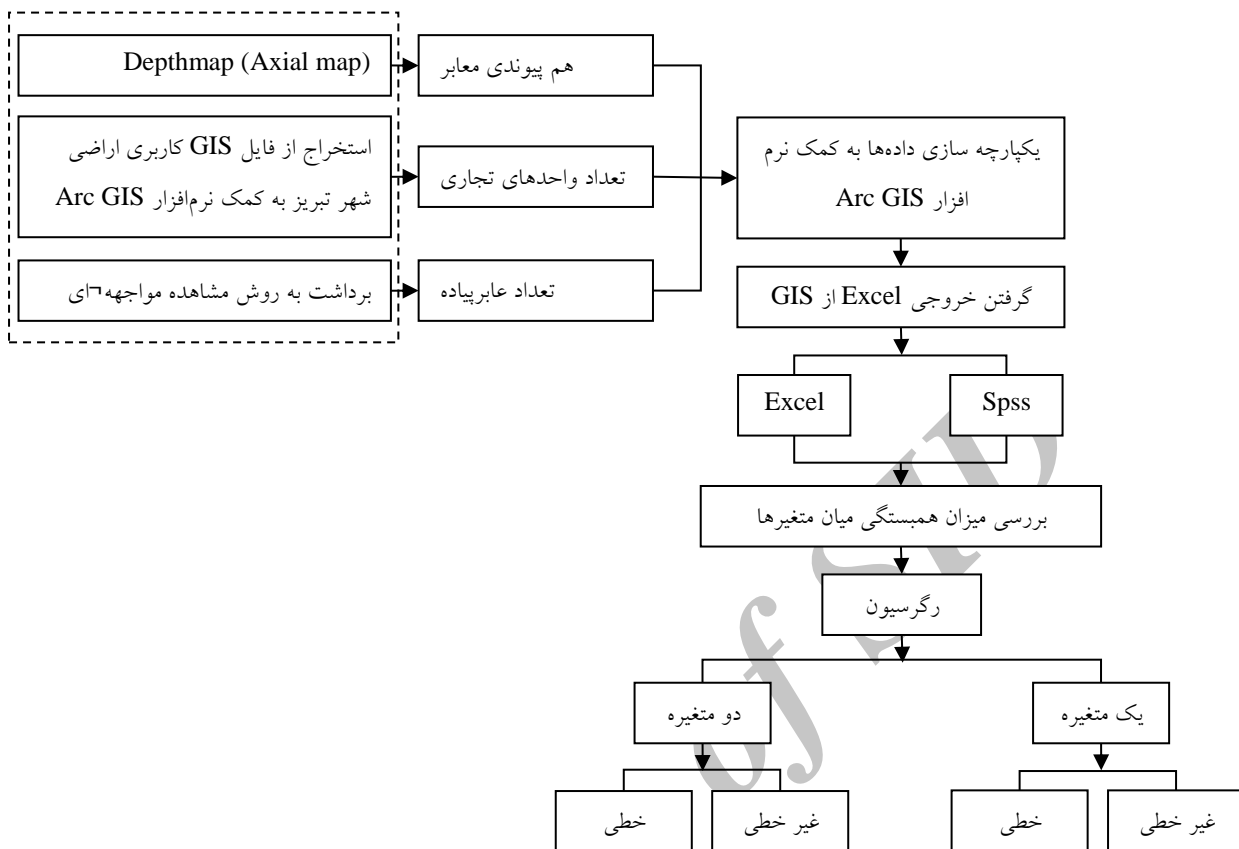 Depthmap (Axial map)
هم پیوندی معابر
استخراج از فایل GIS کاربری اراضی
شهر تبریز به کمک نرم‌افزار Arc GIS
تعداد واحدهای تجاری
یکپارچه سازی داده‌ها به کمک نرم
افزار Arc GIS
برداشت به روش مشاهده مواجهه¬ای
تعداد عابرپیاده
گرفتن خروجی Excel از GIS
Excel
Spss
بررسی میزان همبستگی میان متغیرها
رگرسیون
یک متغیره
دو متغیره
غیر خطی
خطی
غیر خطی
خطی
of SID